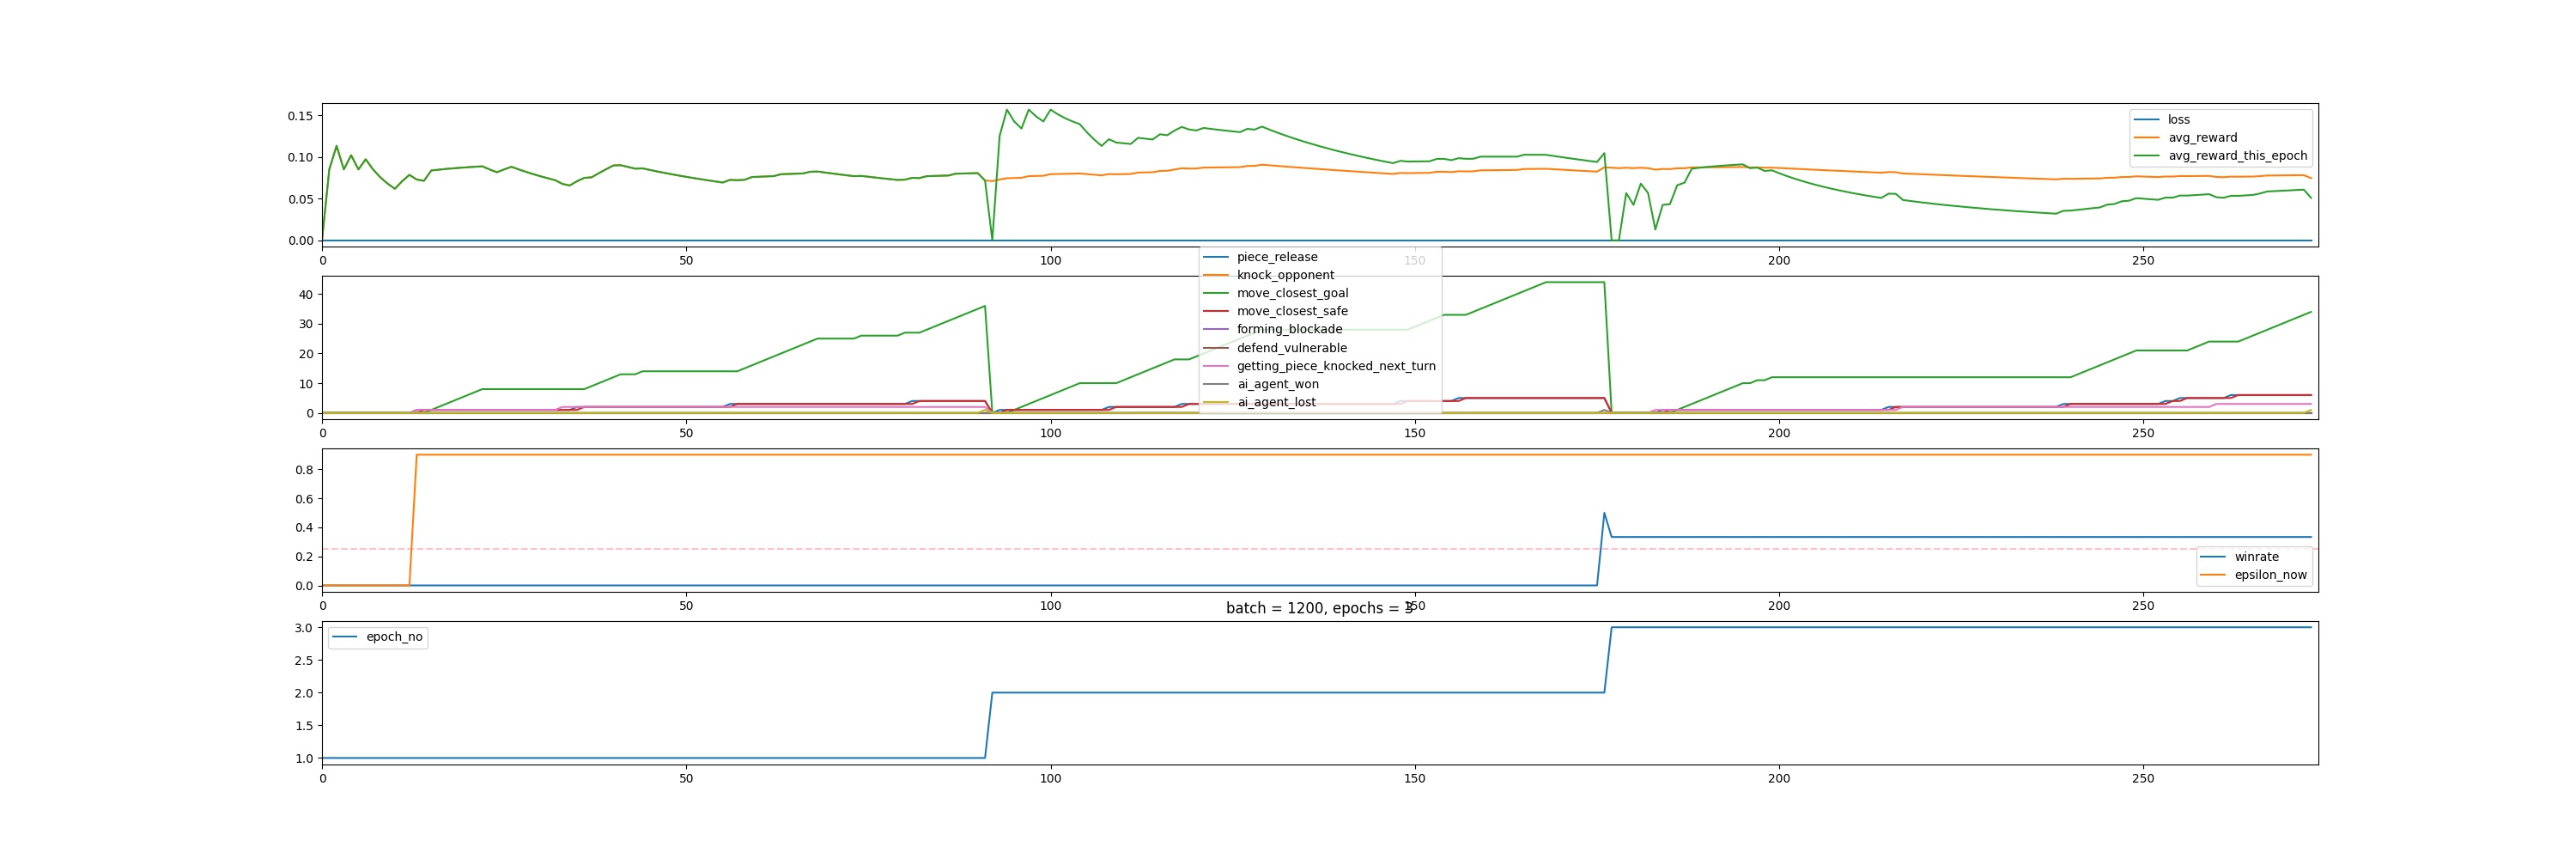 0.15
0.10
0.05
0.00
loss
avg_reward
avg_reward_this_epoch
0 50 100 150 200 250
40
30
20
10
0
piece_release
knock_opponent
move_closest_goal
move_closest_safe
forming_blockade
defend_vulnerable
getting_piece_knocked_next_turn
ai_agent_won
ai_agent_lost
0 50 100 150 200 250
0.8
0.6
0.4
0.2
0.0
winrate
epsilon_now
0 50 100 150 200 250
batch = 1200, epochs = 3
3.0
2.5
2.0
1.5
1.0
epoch_no
0 50 100 150 200 250